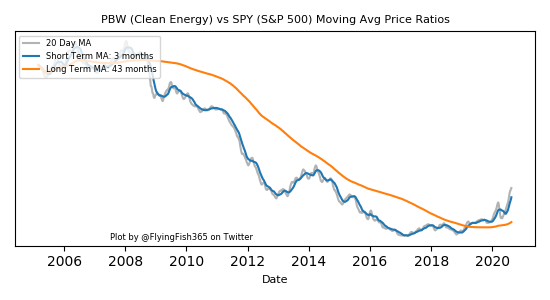 PBW (Clean Energy) vs SPY (S&P 500) Moving Avg Price Ratios
20 Day MA
Short Term MA: 3 months
Long Term MA: 43 months
Plot by @FlyingFish365 on Twitter
2006 2008 2010 2012 2014 2016 2018 2020
Date